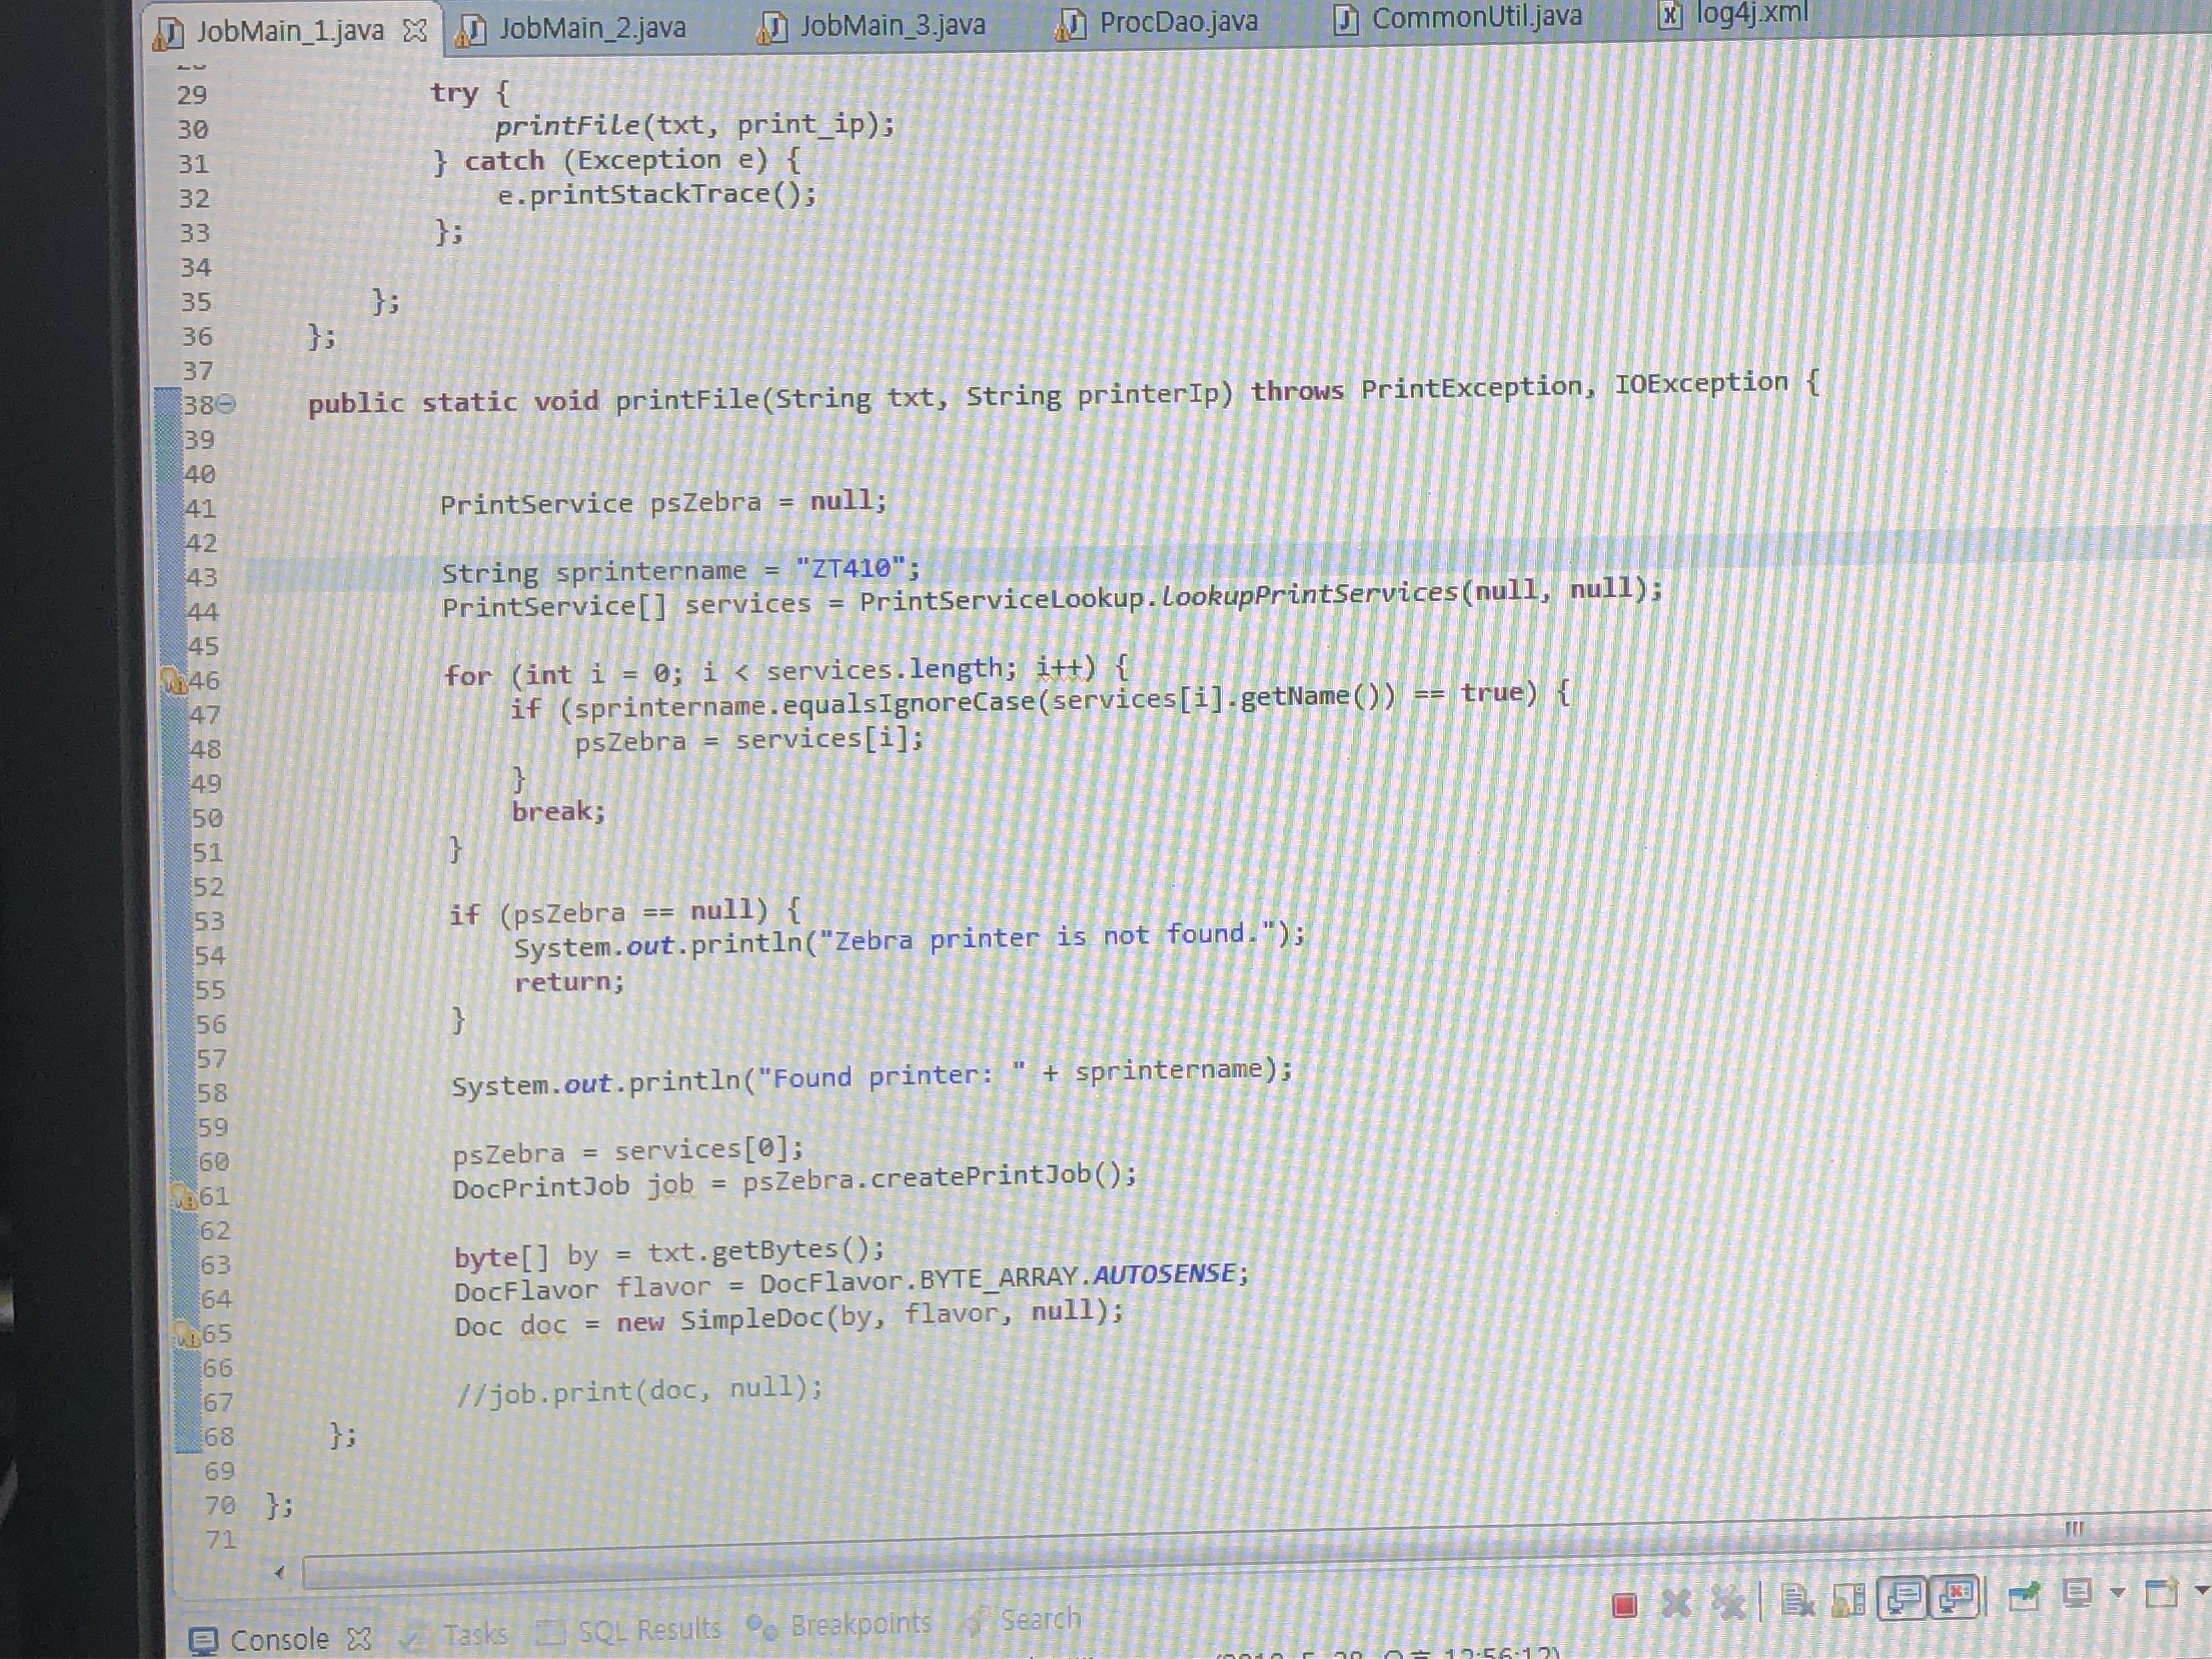 JobMain_1.java JobMain_2.java JobMain_3.java ProcDao.java CommonUtil.java log4j.xml
29 try {
30 printFile(txt, print_ip);
31 } catch (Exception e) {
32 e.printStackTrace();
33 };
34
35 };
36 };
37
38 public static void printFile(String txt, String printerIp) throws PrintException, IOException {
39
40
41 PrintService psZebra = null;
42
43 String sprintername = "ZT410";
44 PrintService[] services = PrintServiceLookup.lookupPrintServices(null, null);
45
46 for (int i = 0; i < services.length; i++) {
47 if (sprintername.equalsIgnoreCase(services[i].getName()) == true) {
48 psZebra = services[i];
49 }
50 break;
51 }
52
53 if (psZebra == null) {
54 System.out.println("Zebra printer is not found.");
55 return;
56 }
57
58 System.out.println("Found printer: " + sprintername);
59
60 psZebra = services[0];
61 DocPrintJob job = psZebra.createPrintJob();
62
63 byte[] by = txt.getBytes();
64 DocFlavor flavor = DocFlavor.BYTE_ARRAY.AUTOSENSE;
65 Doc doc = new SimpleDoc(by, flavor, null);
66
67 //job.print(doc, null);
68 };
69
70 };
71
Console Tasks SQL Results Breakpoints Search
12:56:12)